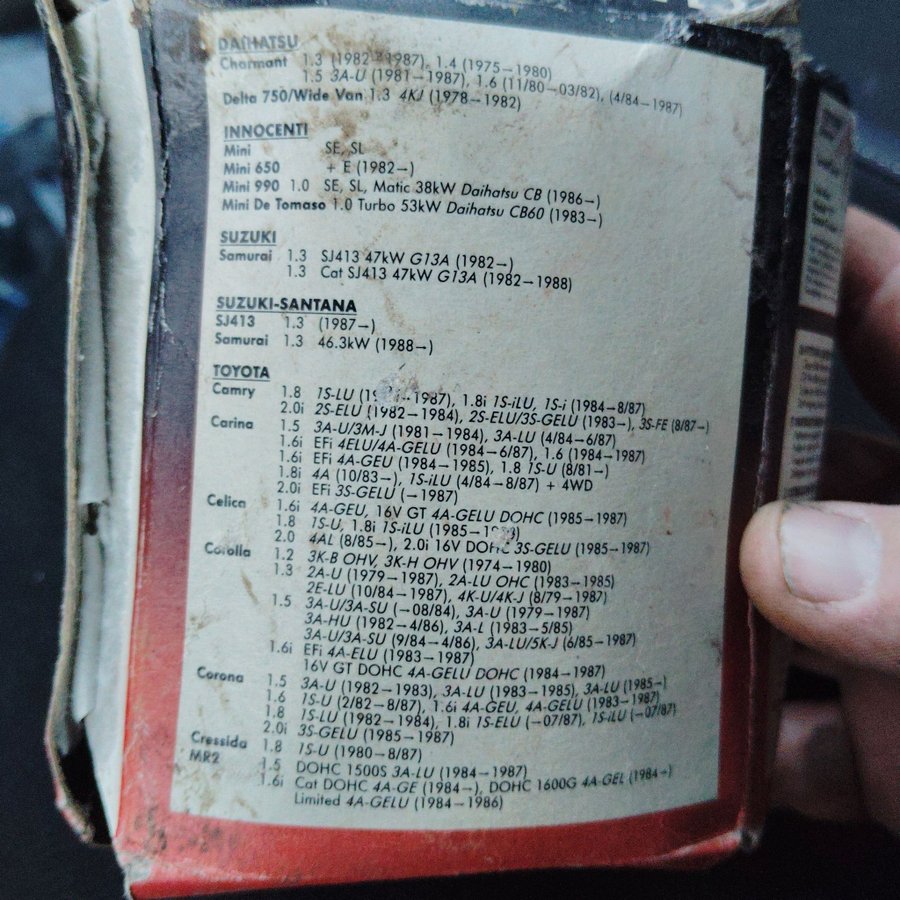 DAIHATSU
Charmant 1.3 (1982-1987), 1.4 (1975-1980)
1.5 3A-U (1981-1987), 1.6 (11/80-03/82), (4/84-1987)
Delta 750/Wide Van 1.3 4KJ (1978-1982)
INNOCENTI
Mini SE, SL
Mini 650 + E (1982-)
Mini 990 1.0 SE, SL, Matic 38kW Daihatsu CB (1986-)
Mini De Tomaso 1.0 Turbo 53kW Daihatsu CB60 (1983-)
SUZUKI
Samurai 1.3 SJ413 47kW G13A (1982-)
1.3 Cat SJ413 47kW G13A (1982-1988)
SUZUKI-SANTANA
SJ413 1.3 (1987-)
Samurai 1.3 46.3kW (1988-)
TOYOTA
Camry 1.8 1S-LU 1.8i 1S-iLU, 1S-i (1984-8/87)
2.0i 2S-ELU (1982-1984), 2S-ELU/3S-GELU (1983-), 3S-FE (8/87-)
Carina 1.5 3A-U/3M-J (1981-1984), 3A-LU (4/84-6/87)
1.6i EFi 4ELU/4A-GELU (1984-6/87), 1.6 (1984-1987)
1.6i EFi 4A-GEU (1984-1985), 1.8 1S-U (8/81-)
1.8i 4A (10/83-), 1S-iLU (4/84-8/87) + 4WD
2.0i EFi 3S-GELU (-1987)
Celica 1.6i 4A-GEU, 16V GT 4A-GELU DOHC (1985-1987)
1.8 1S-U, 1.8i 1S-iLU
2.0 4AL (8/85-), 2.0i 16V DOHC 3S-GELU (1985-1987)
Corolla 1.2 3K-B OHV, 3K-H OHV (1974-1980)
1.3 2A-U (1979-1987), 2A-LU OHC (1983-1985)
2E-LU (10/84-1987), 4K-U/4K-J (8/79-1987)
1.5 3A-U/3A-SU (-08/84), 3A-U (1979-1987)
3A-HU (1982-4/86), 3A-L (1983-5/85)
3A-U/3A-SU (9/84-4/86), 3A-LU/5K-J (6/85-1987)
1.6i EFi 4A-ELU (1983-1987)
16V GT DOHC 4A-GELU DOHC (1984-1987)
Corona 1.5 3A-U (1982-1983), 3A-LU (1983-1985), 3A-LU (1985-)
1.6 1S-U (2/82-8/87), 1.6i 4A-GEU, 4A-GELU (1983-1987)
1.8 1S-LU (1982-1984), 1.8i 1S-ELU (-07/87), 1S-iLU (-07/87)
2.0i 3S-GELU (1985-1987)
Cressida 1.8 1S-U (1980-8/87)
MR2 1.5 DOHC 1500S 3A-LU (1984-1987)
1.6i Cat DOHC 4A-GE (1984-), DOHC 1600G 4A-GEL (1984-)
Limited 4A-GELU (1984-1986)